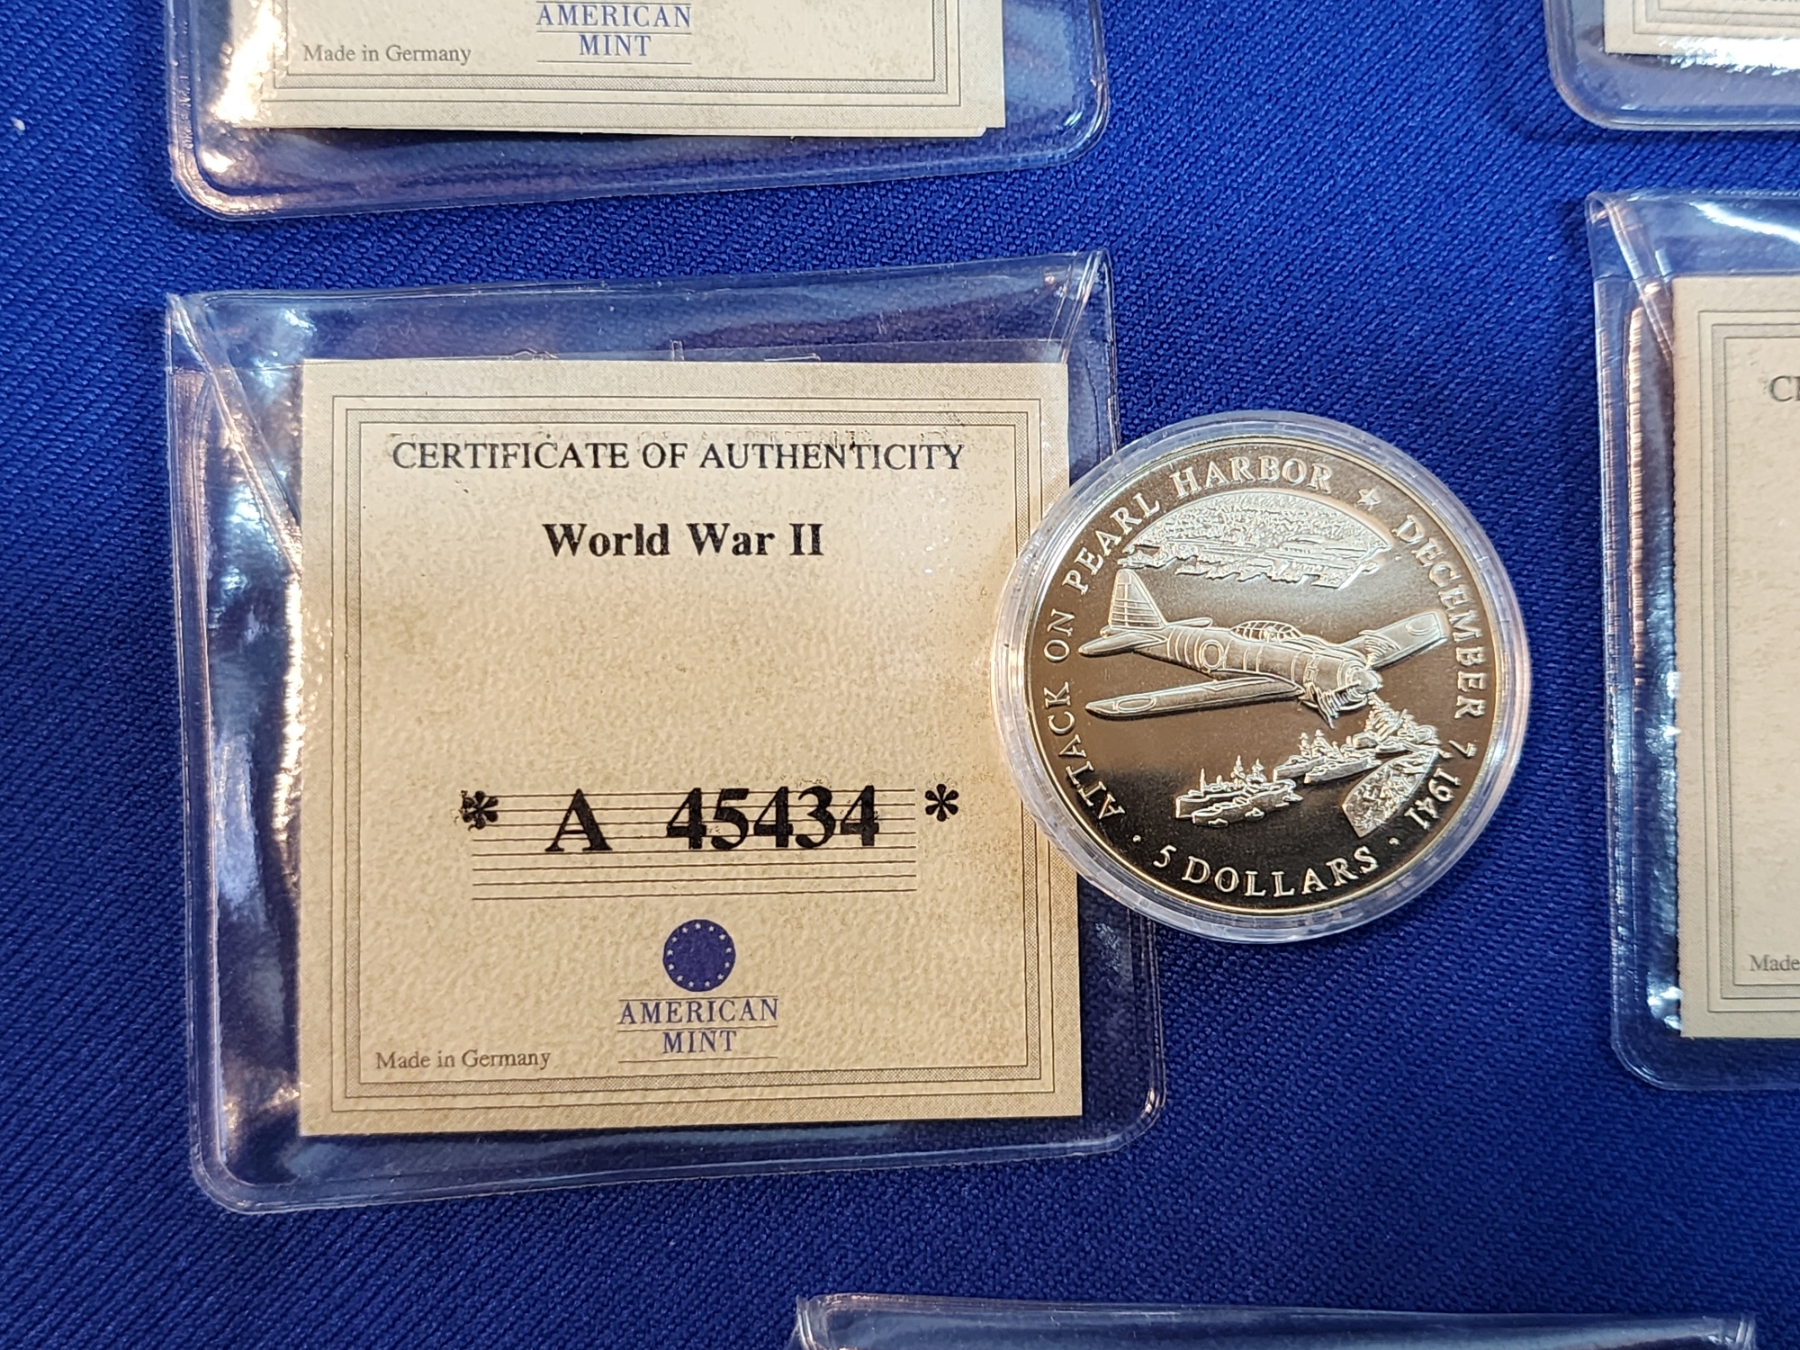 AMERICAN
MINT
Made in Germany
CERTIFICATE OF AUTHENTICITY
World War II
* A 45434 *
AMERICAN
MINT
Made in Germany
ATTACK ON PEARL HARBOR ★ DECEMBER 7, 1941
· 5 DOLLARS ·
Made